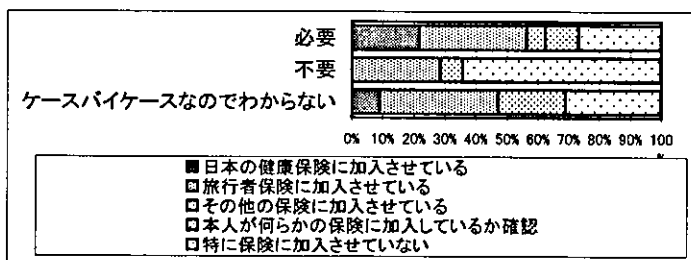 必要
不要
ケースバイケースなのでわからない
0% 10% 20% 30% 40% 50% 60% 70% 80% 90% 100
%
日本の健康保険に加入させている
旅行者保険に加入させている
その他の保険に加入させている
本人が何らかの保険に加入しているか確認
特に保険に加入させていない